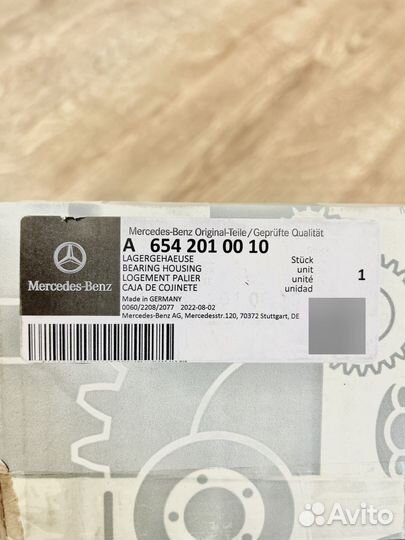 Mercedes-Benz Original-Teile/Geprüfte Qualität
A 654 201 00 10
LAGERGEHAEUSE Stück
BEARING HOUSING unit 1
LOGEMENT PALIER unité
CAJA DE COJINETE unidad
Mercedes-Benz
Made in GERMANY
0060/2208/2077 2022-08-02
Mercedes-Benz AG, Mercedesstr.120, 70372 Stuttgart, DE
Avito